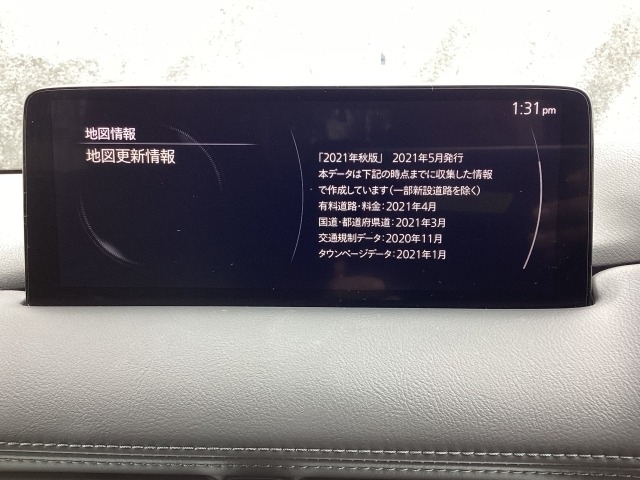 1:31 pm
地図情報
地図更新情報
「2021年秋版」 2021年5月発行
本データは下記の時点までに収集した情報
で作成しています(一部新設道路を除く)
有料道路・料金:2021年4月
国道・都道府県道:2021年3月
交通規制データ:2020年11月
タウンページデータ:2021年1月